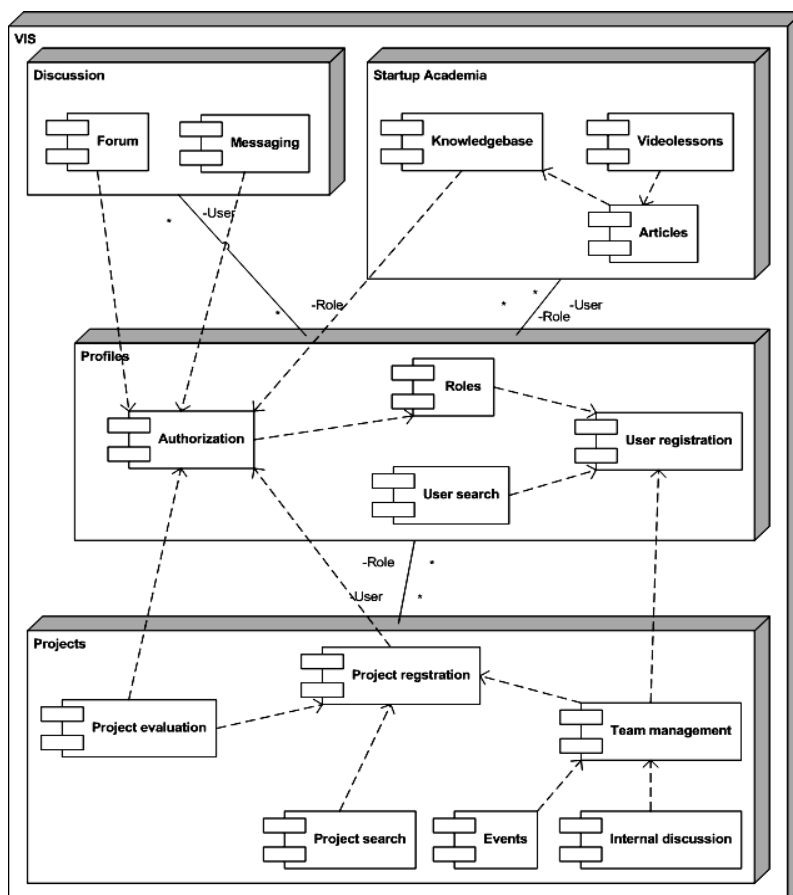 VIS
Discussion
Startup Academia
Forum
Messaging
Knowledgebase
Videolessons
Articles
-User
*
*
-Role
*
*
-User
-Role
Profiles
Roles
Authorization
User registration
User search
-Role
*
-User
*
Projects
Project regstration
Project evaluation
Team management
Project search
Events
Internal discussion